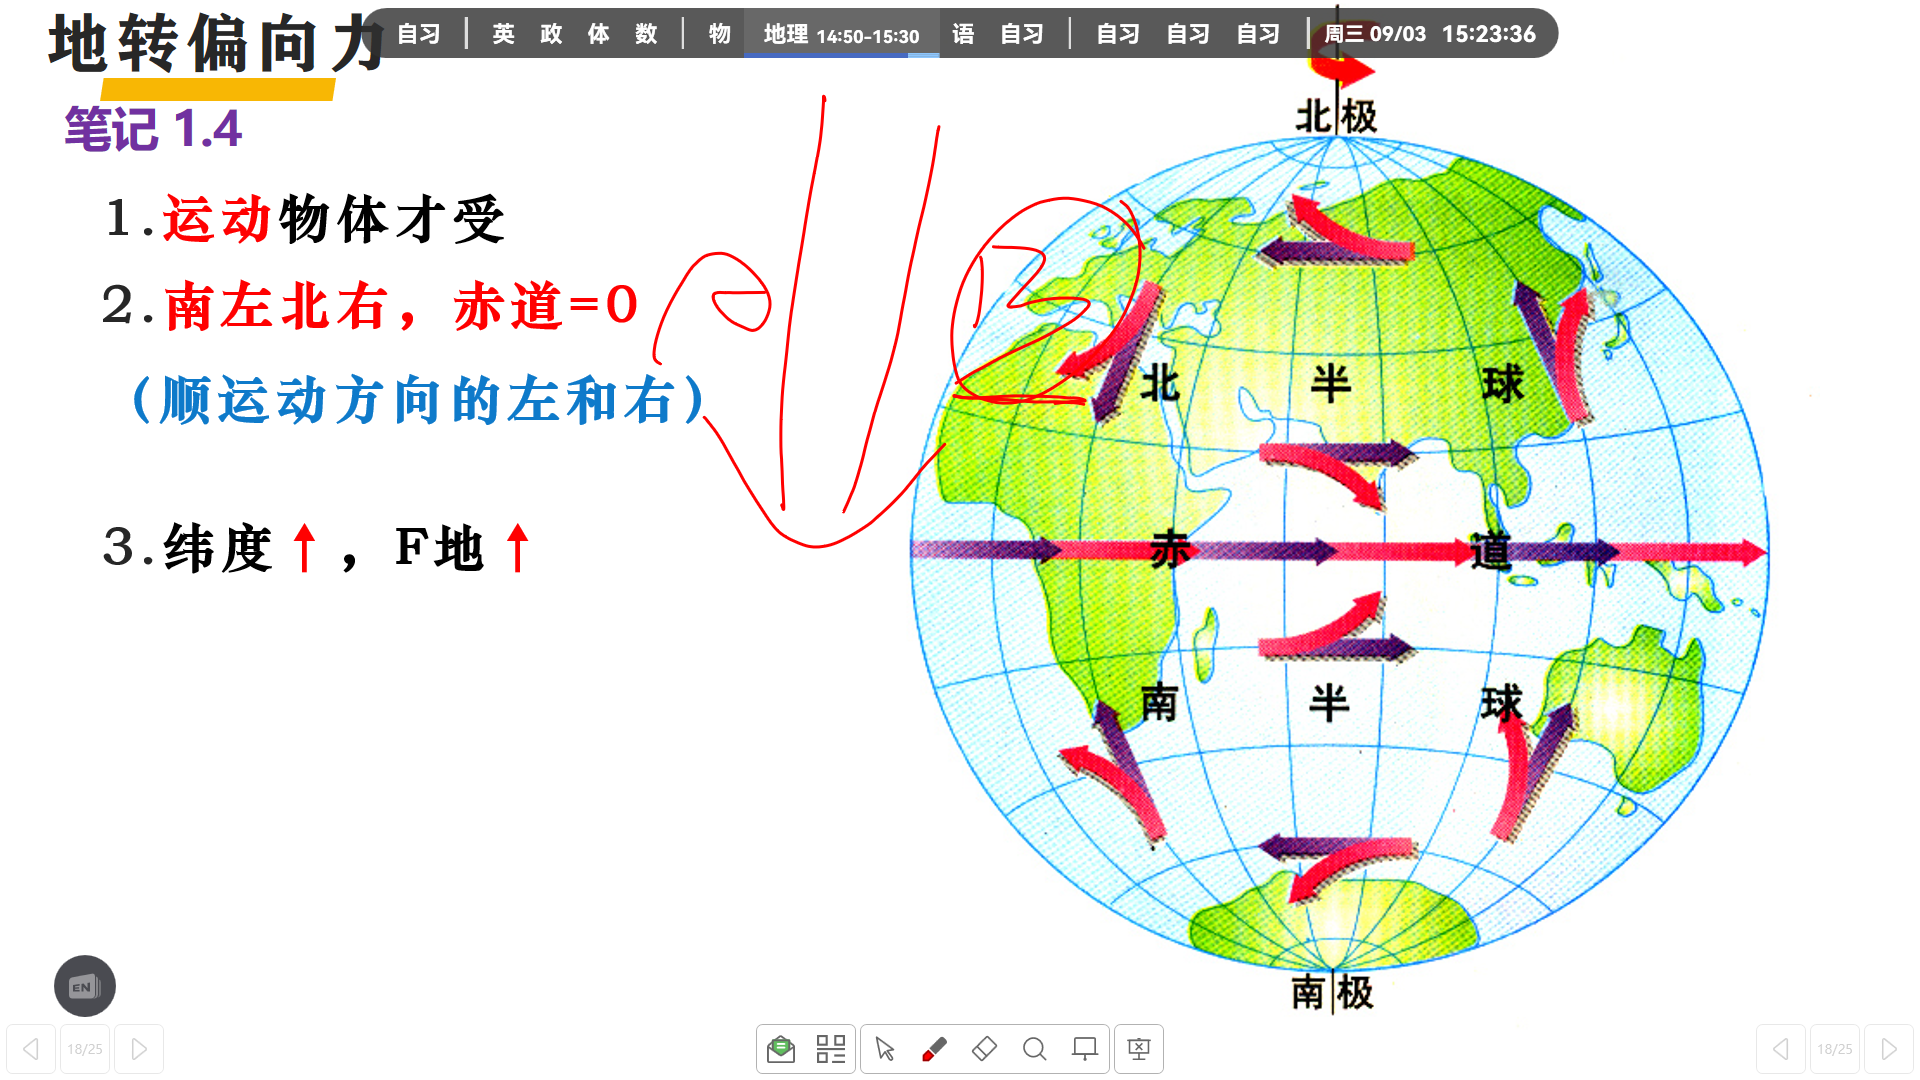 地转偏向力
自习 | 英 政 体 数 | 物 地理 14:50-15:30 语 自习 | 自习 自习 自习 | 周三 09/03 15:23:36
笔记 1.4
1.运动物体才受
2.南左北右，赤道=0
（顺运动方向的左和右）
3.纬度↑，F地↑
北极
北半球
赤道
南半球
南极
EN
18/25
18/25